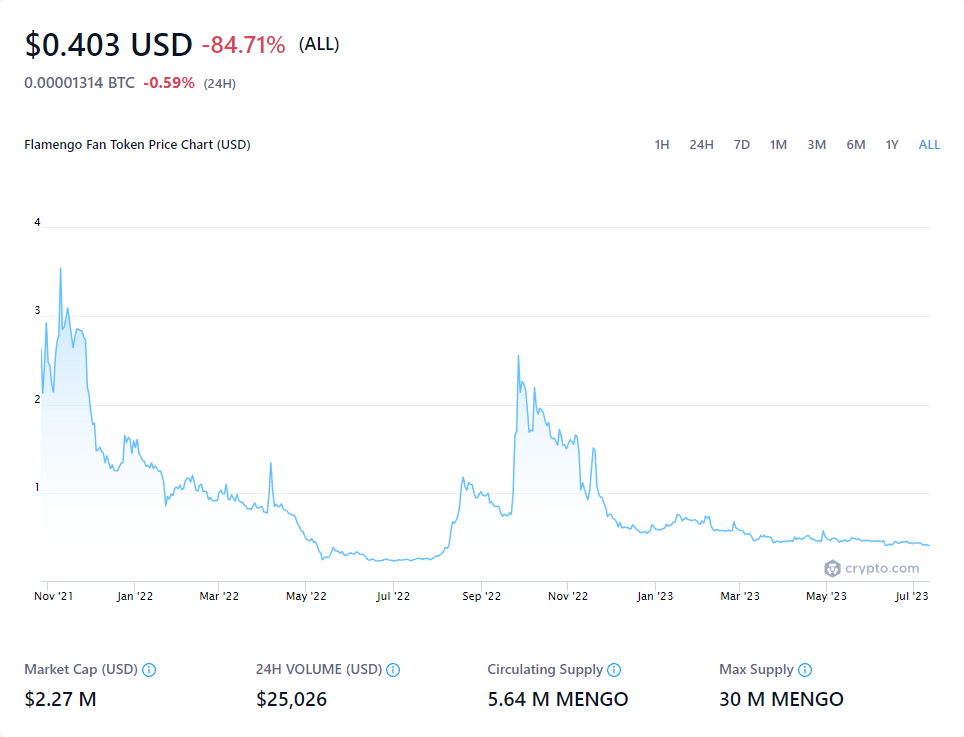 $0.403 USD -84.71% (ALL)
0.00001314 BTC -0.59% (24H)
Flamengo Fan Token Price Chart (USD) 1H 24H 7D 1M 3M 6M 1Y ALL
4
3
2
1
crypto.com
Nov '21 Jan '22 Mar '22 May '22 Jul '22 Sep '22 Nov '22 Jan '23 Mar '23 May '23 Jul '23
Market Cap (USD) 24H VOLUME (USD) Circulating Supply Max Supply
$2.27 M $25,026 5.64 M MENGO 30 M MENGO